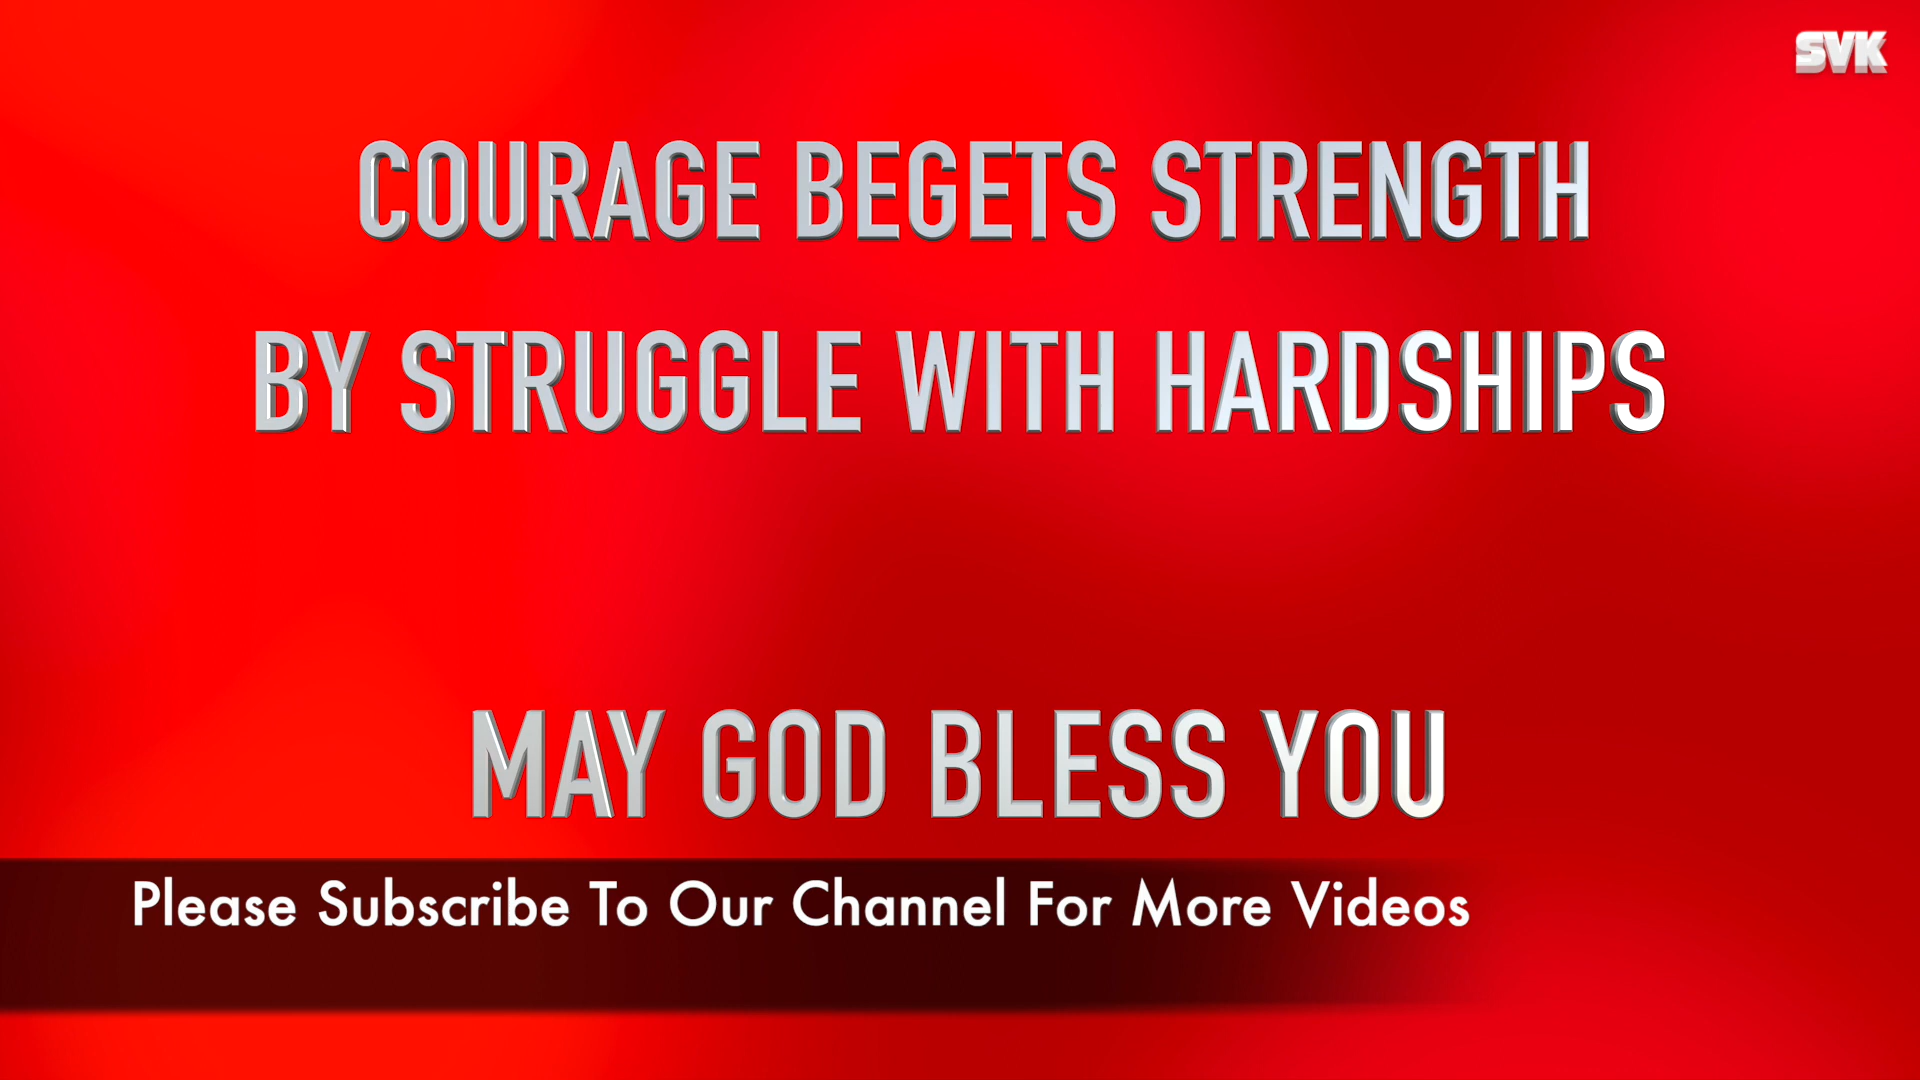 SVK
COURAGE BEGETS STRENGTH
BY STRUGGLE WITH HARDSHIPS
MAY GOD BLESS YOU
Please Subscribe To Our Channel For More Videos